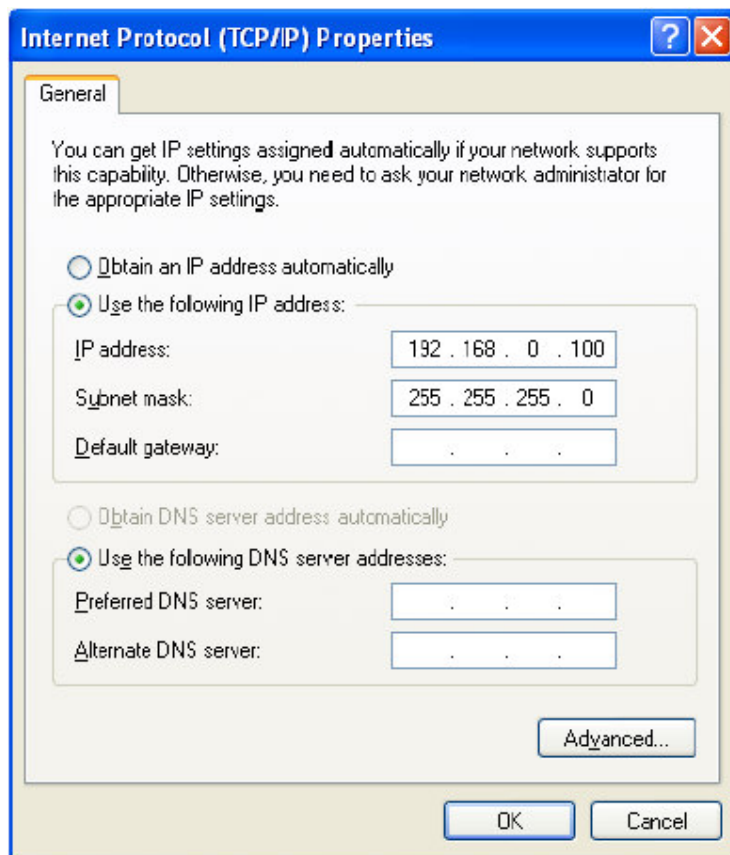 Internet Protocol (TCP/IP) Properties
General
You can get IP settings assigned automatically if your network supports
this capability. Otherwise, you need to ask your network administrator for
the appropriate IP settings.
Obtain an IP address automatically
Use the following IP address:
IP address: 192 . 168 . 0 . 100
Subnet mask: 255 . 255 . 255 . 0
Default gateway: . . .
Obtain DNS server address automatically
Use the following DNS server addresses:
Preferred DNS server: . . .
Alternate DNS server: . . .
Advanced...
OK Cancel